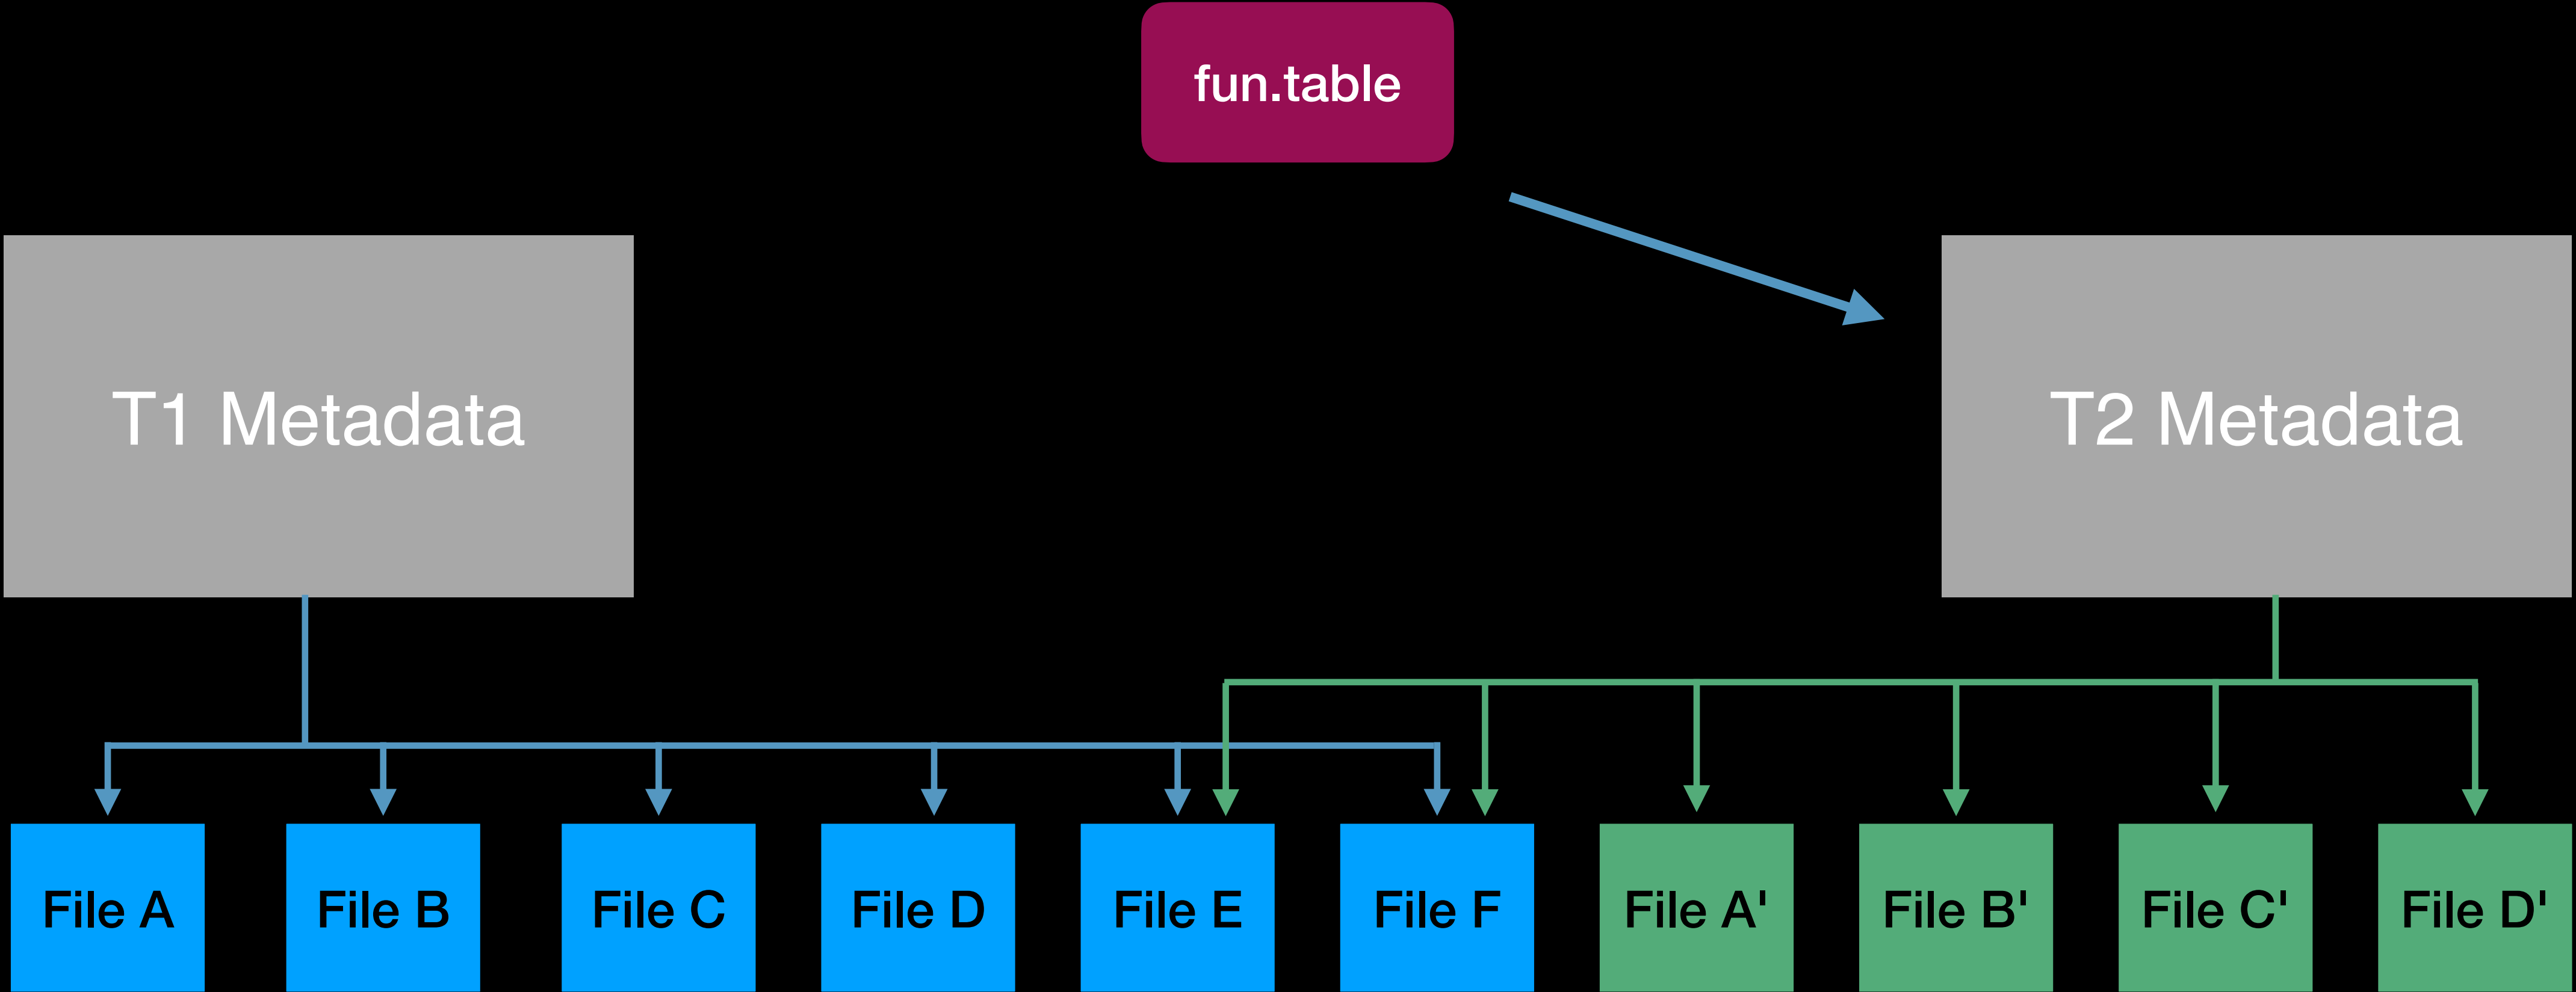 fun.table
T1 Metadata
T2 Metadata
File A
File B
File C
File D
File E
File F
File A'
File B'
File C'
File D'